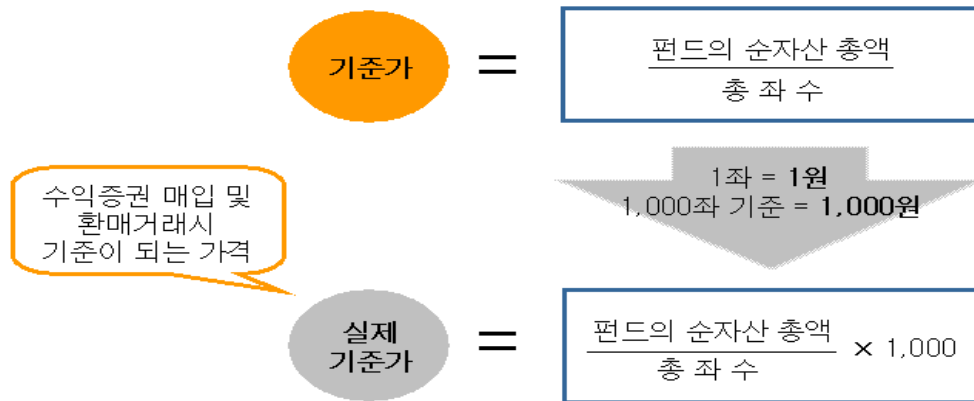 기준가
=
펀드의 순자산 총액
총 좌 수
1좌 = 1원
1,000좌 기준 = 1,000원
수익증권 매입 및
환매거래시
기준이 되는 가격
실제
기준가
=
펀드의 순자산 총액
총 좌 수
× 1,000